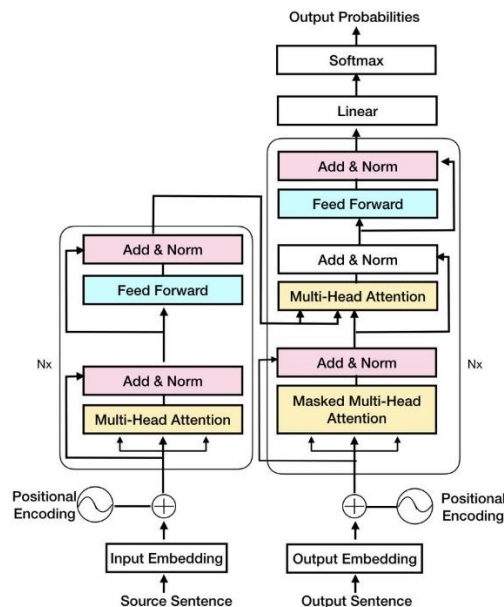 Output Probabilities
Softmax
Linear
Add & Norm
Feed Forward
Add & Norm
Multi-Head Attention
Add & Norm
Masked Multi-Head
Attention
Nx
Add & Norm
Feed Forward
Add & Norm
Multi-Head Attention
Nx
Positional
Encoding
Input Embedding
Source Sentence
Positional
Encoding
Output Embedding
Output Sentence